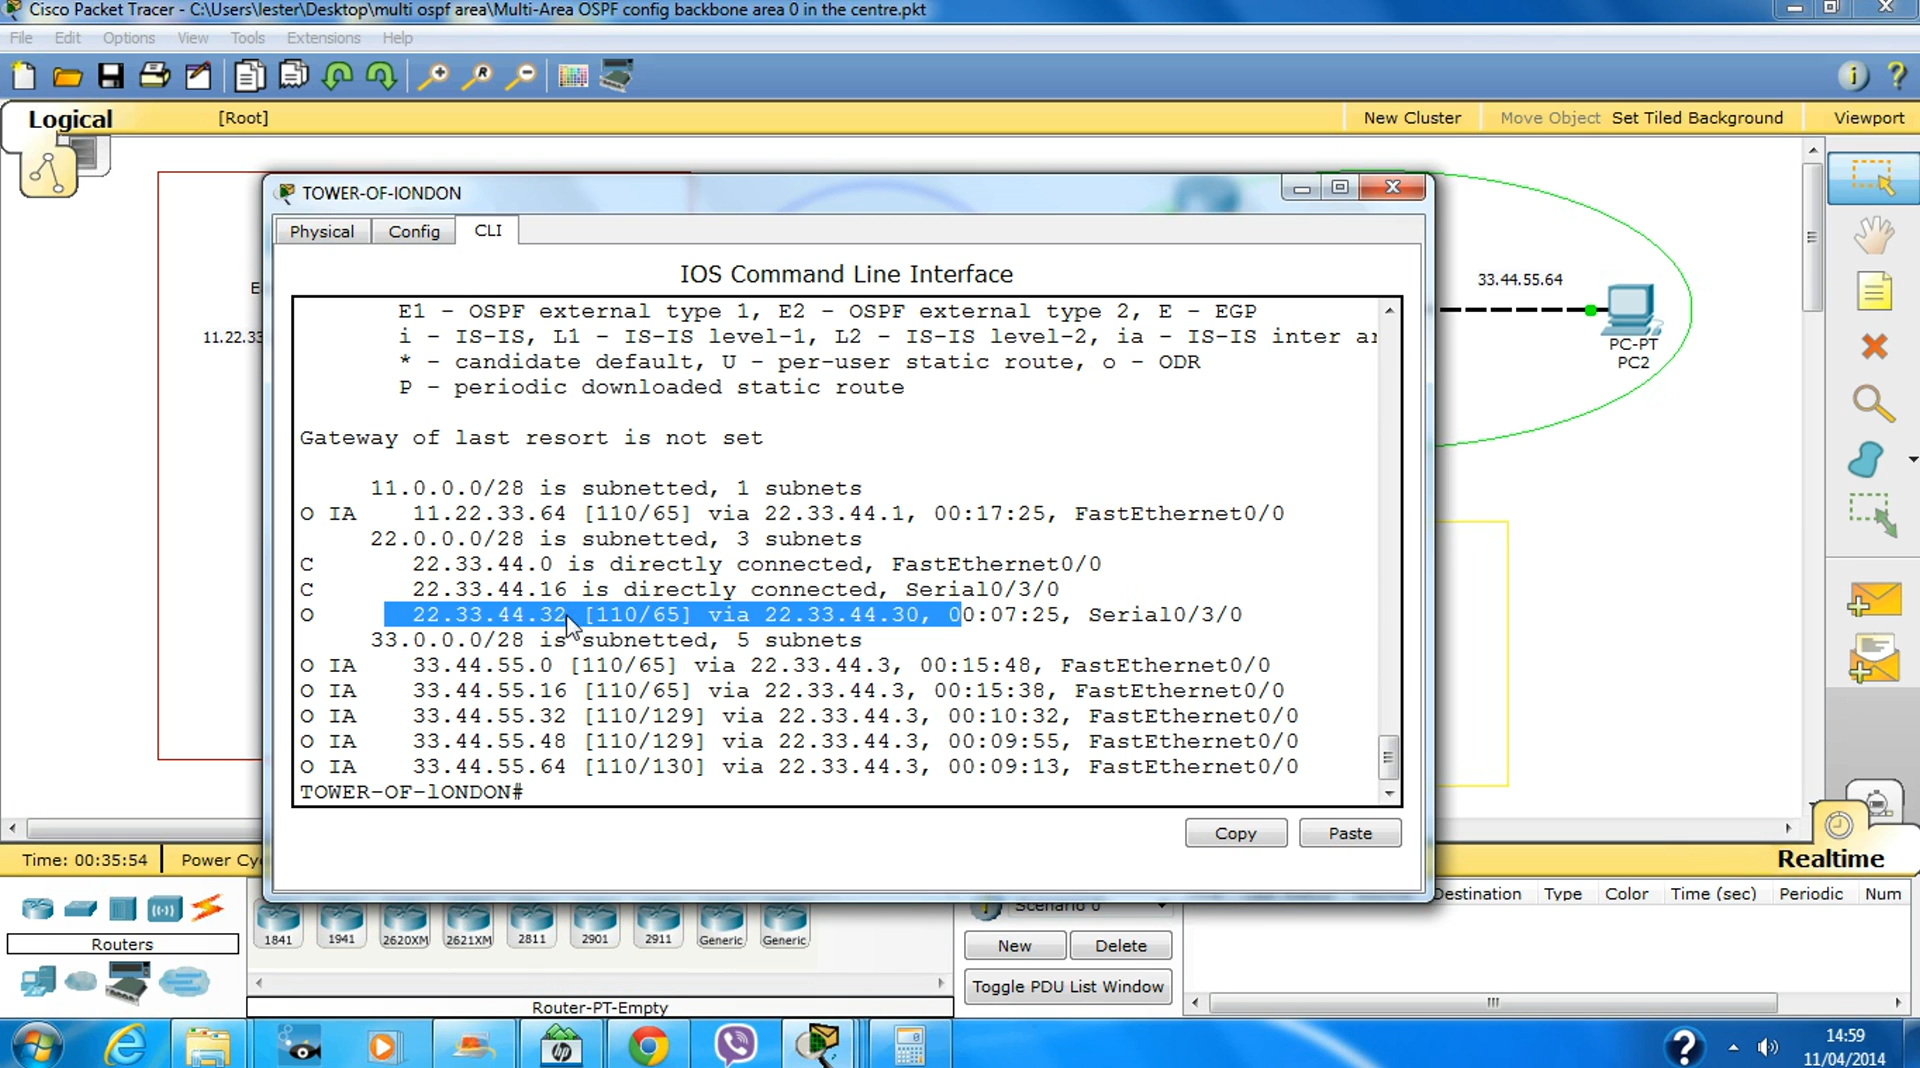 Cisco Packet Tracer - C:\Users\lester\Desktop\multi ospf area\Multi-Area OSPF config backbone area 0 in the centre.pkt
File Edit Options View Tools Extensions Help
Logical [Root] New Cluster Move Object Set Tiled Background Viewport
TOWER-OF-lONDON
Physical Config CLI
IOS Command Line Interface
E1 - OSPF external type 1, E2 - OSPF external type 2, E - EGP
i - IS-IS, L1 - IS-IS level-1, L2 - IS-IS level-2, ia - IS-IS inter
* - candidate default, U - per-user static route, o - ODR
P - periodic downloaded static route
Gateway of last resort is not set
11.0.0.0/28 is subnetted, 1 subnets
O IA 11.22.33.64 [110/65] via 22.33.44.1, 00:17:25, FastEthernet0/0
22.0.0.0/28 is subnetted, 3 subnets
C 22.33.44.0 is directly connected, FastEthernet0/0
C 22.33.44.16 is directly connected, Serial0/3/0
O 22.33.44.32 [110/65] via 22.33.44.30, 00:07:25, Serial0/3/0
33.0.0.0/28 is subnetted, 5 subnets
O IA 33.44.55.0 [110/65] via 22.33.44.3, 00:15:48, FastEthernet0/0
O IA 33.44.55.16 [110/65] via 22.33.44.3, 00:15:38, FastEthernet0/0
O IA 33.44.55.32 [110/129] via 22.33.44.3, 00:10:32, FastEthernet0/0
O IA 33.44.55.48 [110/129] via 22.33.44.3, 00:09:55, FastEthernet0/0
O IA 33.44.55.64 [110/130] via 22.33.44.3, 00:09:13, FastEthernet0/0
TOWER-OF-lONDON#
Copy Paste
E
11.22.33
33.44.55.64
PC-PT
PC2
Time: 00:35:54 Power Cy
Realtime
Routers
1841 1941 2620XM 2621XM 2811 2901 2911 Generic Generic
Router-PT-Empty
Scenario 0
New Delete
Toggle PDU List Window
Destination Type Color Time (sec) Periodic Num
14:59
11/04/2014